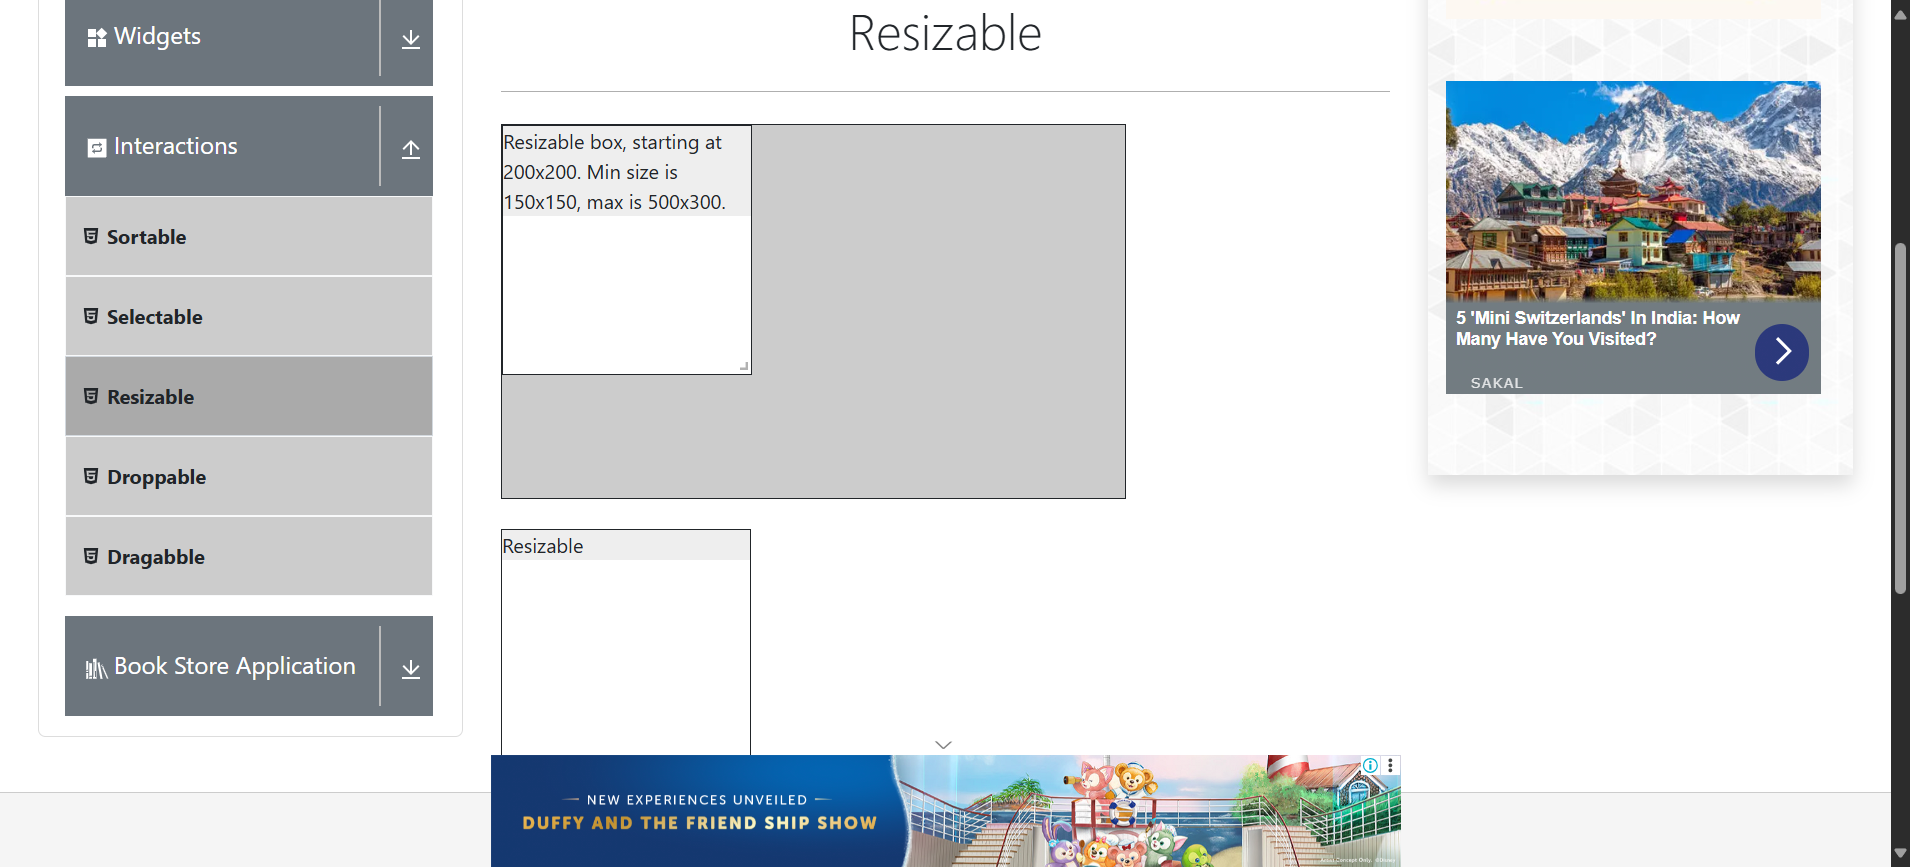 Widgets
Interactions
Sortable
Selectable
Resizable
Droppable
Dragabble
Book Store Application
Resizable
Resizable box, starting at
200x200. Min size is
150x150, max is 500x300.
Resizable
NEW EXPERIENCES UNVEILED
DUFFY AND THE FRIEND SHIP SHOW
5 'Mini Switzerlands' In India: How
Many Have You Visited?
SAKAL